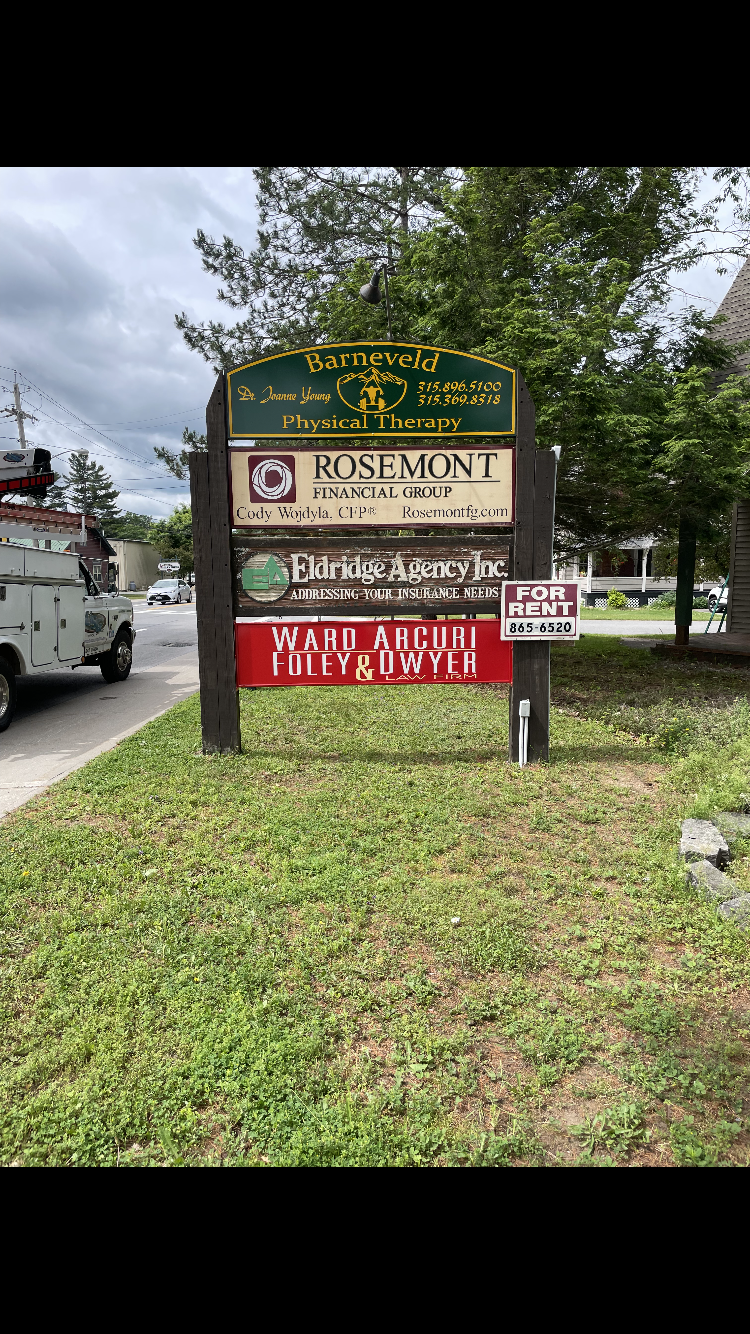 Barneveld
Dr. Joanne Young
315.896.5100
315.369.8318
Physical Therapy
ROSEMONT
FINANCIAL GROUP
Cody Wojdyla, CFP® Rosemontfg.com
Eldridge Agency Inc.
ADDRESSING YOUR INSURANCE NEEDS
FOR
RENT
865-6520
WARD ARCURI
FOLEY & DWYER
LAW FIRM